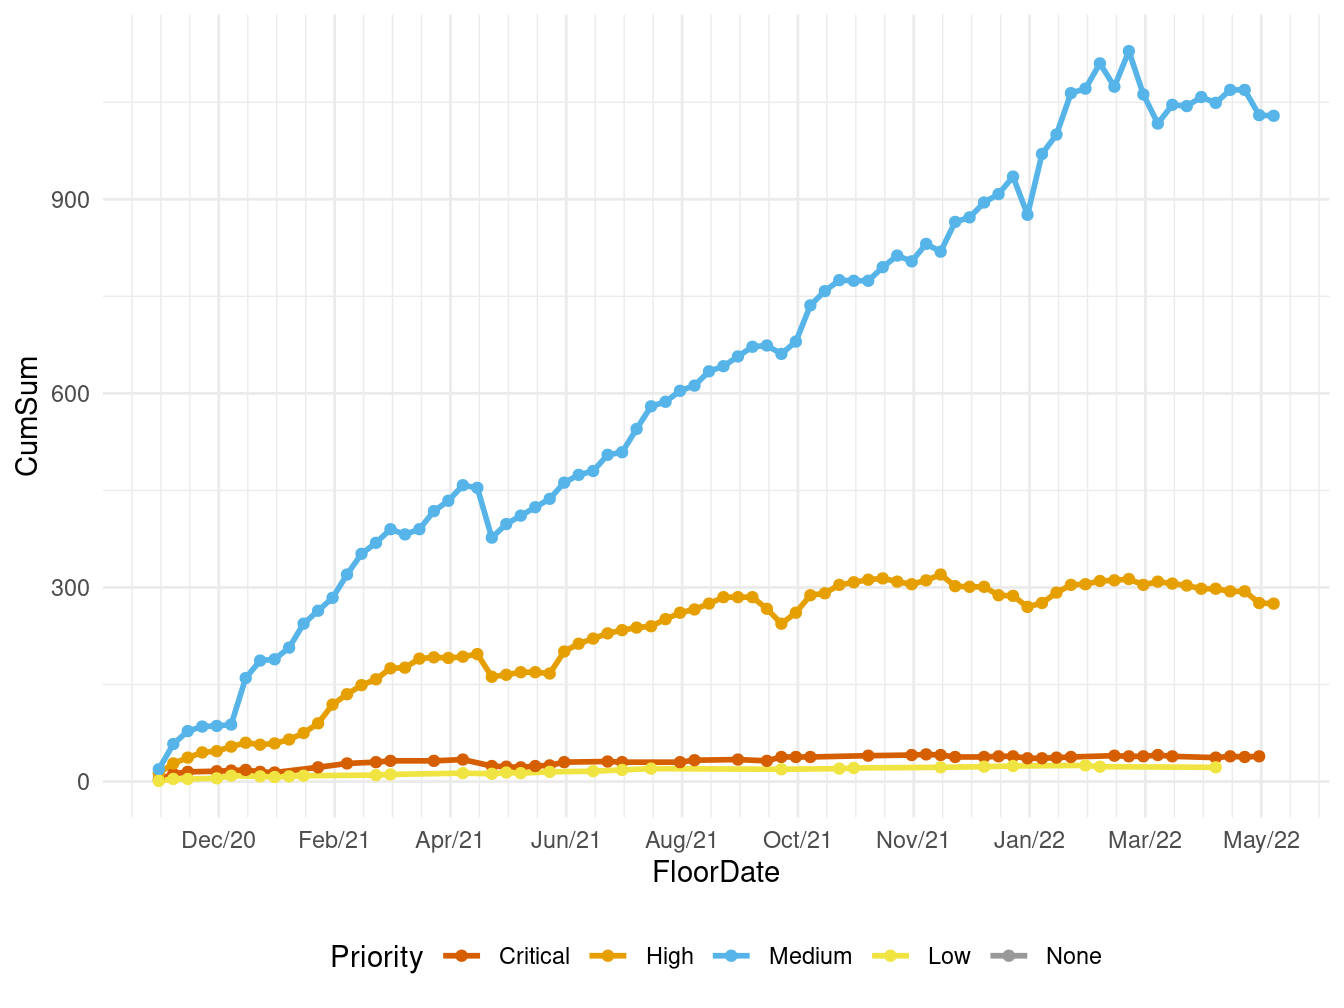 CumSum
900
600
300
0
Dec/20 Feb/21 Apr/21 Jun/21 Aug/21 Oct/21 Nov/21 Jan/22 Mar/22 May/22
FloorDate
Priority Critical High Medium Low None